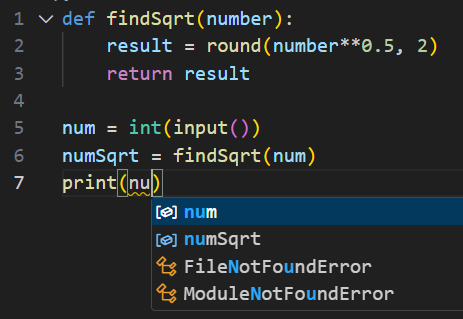 1 def findSqrt(number):
2     result = round(number**0.5, 2)
3     return result
4
5 num = int(input())
6 numSqrt = findSqrt(num)
7 print(nu)
num
numSqrt
FileNotFoundError
ModuleNotFoundError